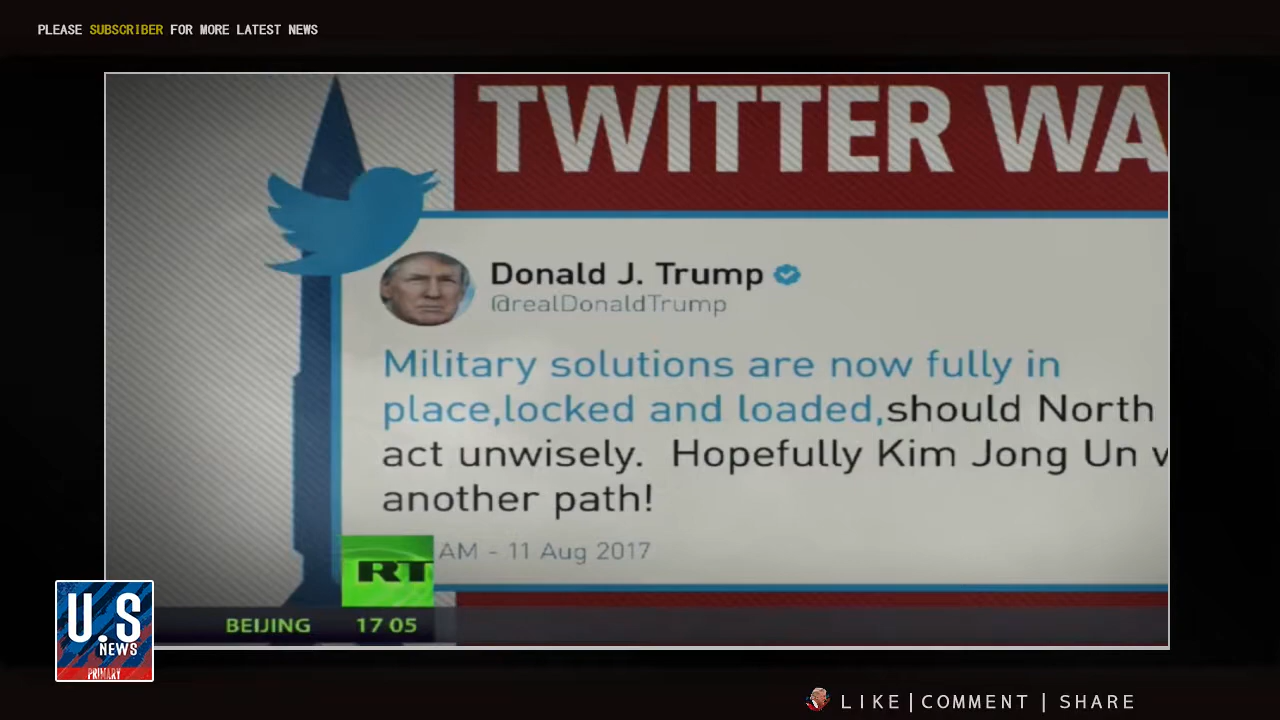 PLEASE SUBSCRIBER FOR MORE LATEST NEWS
TWITTER WA
Donald J. Trump
@realDonaldTrump
Military solutions are now fully in
place,locked and loaded,should North
act unwisely. Hopefully Kim Jong Un w
another path!
AM - 11 Aug 2017
RT
BEIJING 17 05
U.S
NEWS
PRIMARY
LIKE|COMMENT | SHARE